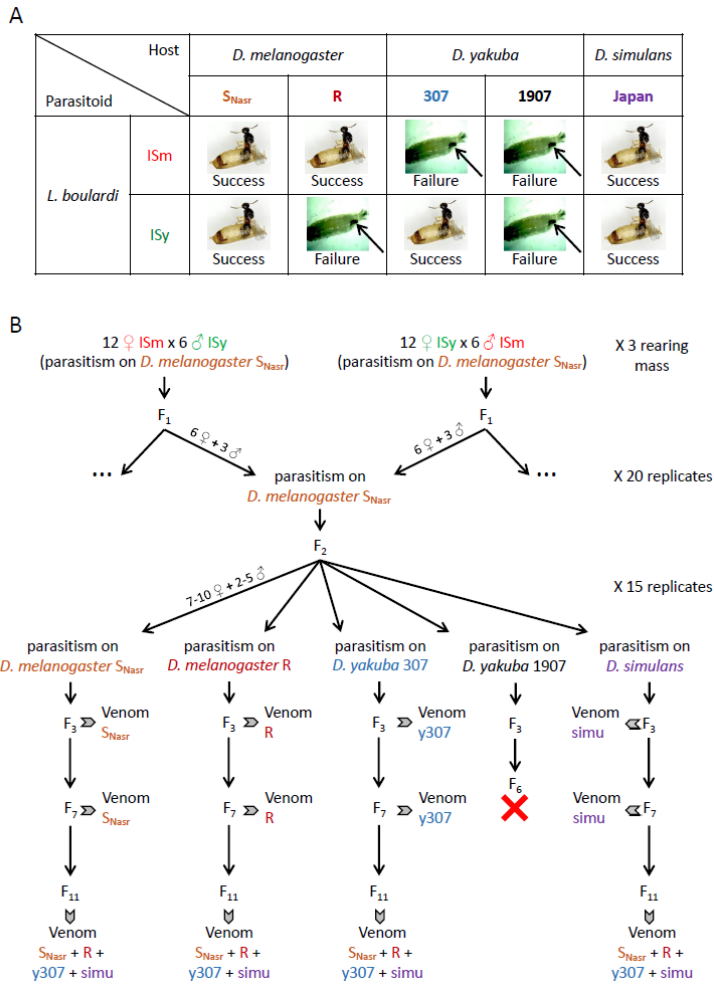 A
Host
D. melanogaster
D. yakuba
D. simulans
Parasitoid
SNasr
R
307
1907
Japan
L. boulardi
ISm
Success
Success
Failure
Failure
Success
ISy
Success
Failure
Success
Failure
Success
B
12 ♀ ISm x 6 ♂ ISy
(parasitism on D. melanogaster SNasr)
12 ♀ ISy x 6 ♂ ISm
(parasitism on D. melanogaster SNasr)
X 3 rearing
mass
F1
F1
6 ♀ + 3 ♂
6 ♀ + 3 ♂
...
...
parasitism on
D. melanogaster SNasr
X 20 replicates
F2
7-10 ♀ + 2-5 ♂
X 15 replicates
parasitism on
D. melanogaster SNasr
parasitism on
D. melanogaster R
parasitism on
D. yakuba 307
parasitism on
D. yakuba 1907
parasitism on
D. simulans
F3
Venom
SNasr
F3
Venom
R
F3
Venom
y307
F3
Venom
simu
F3
F6
F7
Venom
SNasr
F7
Venom
R
F7
Venom
y307
Venom
simu
F7
F11
F11
F11
F11
Venom
SNasr + R +
y307 + simu
Venom
SNasr + R +
y307 + simu
Venom
SNasr + R +
y307 + simu
Venom
SNasr + R +
y307 + simu